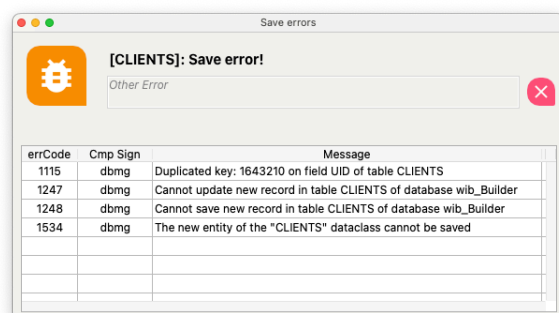 Save errors
[CLIENTS]: Save error!
Other Error
errCode Cmp Sign Message
1115 dbmg Duplicated key: 1643210 on field UID of table CLIENTS
1247 dbmg Cannot update new record in table CLIENTS of database wib_Builder
1248 dbmg Cannot save new record in table CLIENTS of database wib_Builder
1534 dbmg The new entity of the "CLIENTS" dataclass cannot be saved